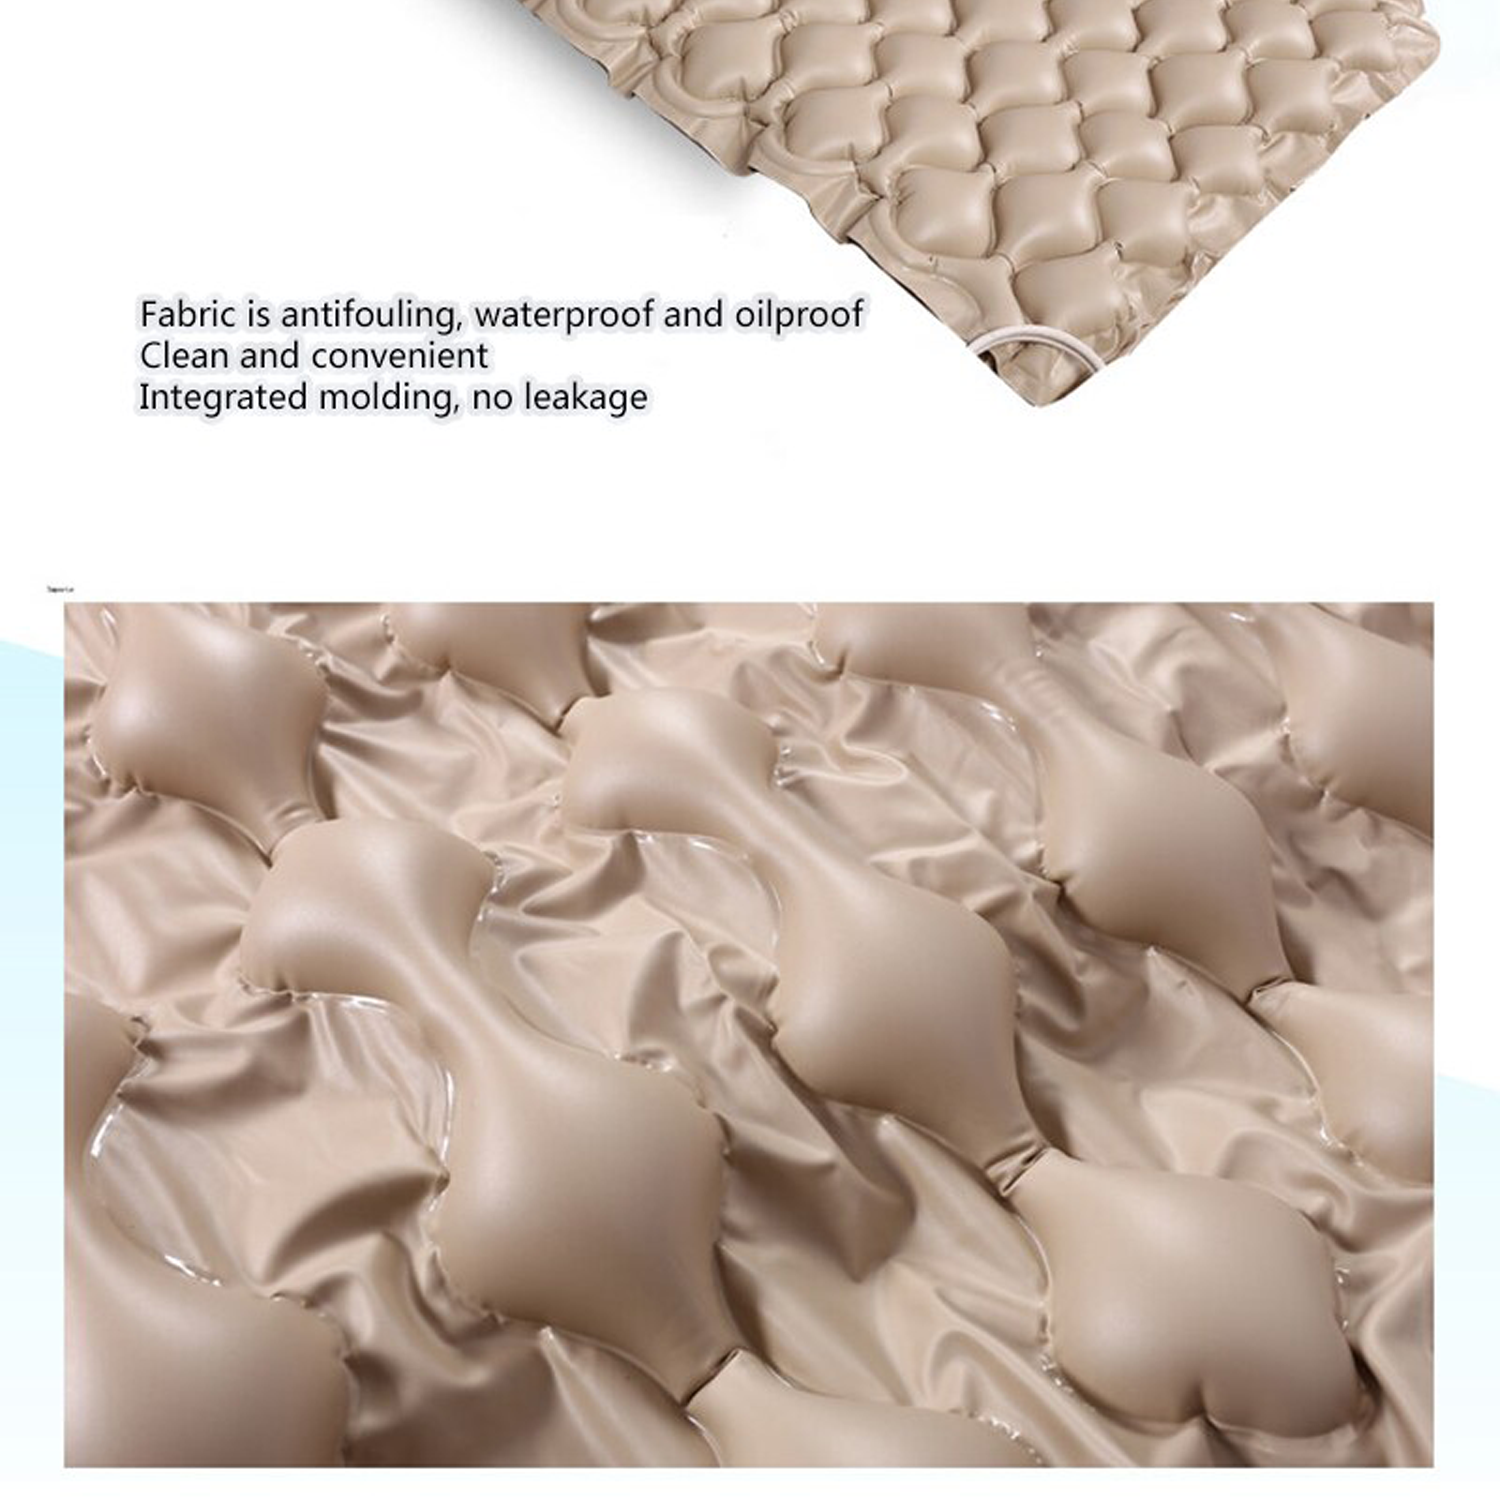 Fabric is antifouling, waterproof and oilproof
Clean and convenient
Integrated molding, no leakage